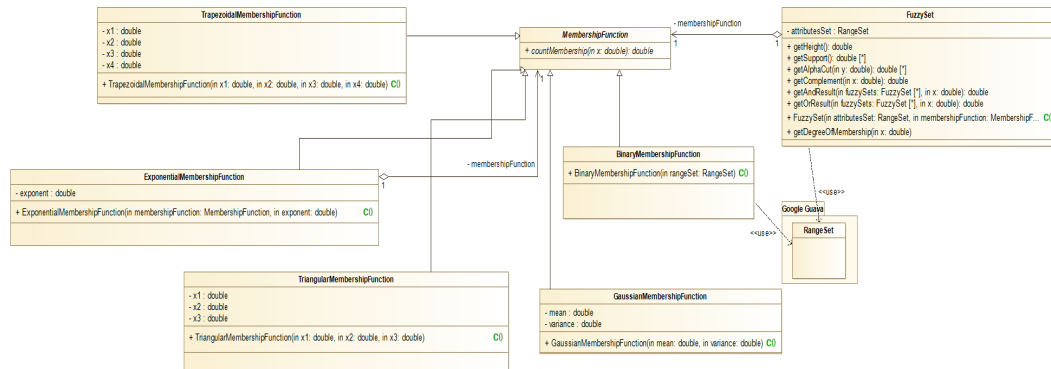 TrapezoidalMembershipFunction
- x1 : double
- x2 : double
- x3 : double
- x4 : double
+ TrapezoidalMembershipFunction(in x1: double, in x2: double, in x3: double, in x4: double) C()
MembershipFunction
+ countMembership(in x: double): double
- membershipFunction
1
1
FuzzySet
- attributesSet : RangeSet
+ getHeight(): double
+ getSupport(): double [*]
+ getAlphaCut(in y: double): double [*]
+ getComplement(in x: double): double
+ getAndResult(in fuzzySets: FuzzySet [*], in x: double): double
+ getOrResult(in fuzzySets: FuzzySet [*], in x: double): double
+ FuzzySet(in attributesSet: RangeSet, in membershipFunction: MembershipF... C()
+ getDegreeOfMembership(in x: double)
1
- membershipFunction
1
ExponentialMembershipFunction
- exponent : double
+ ExponentialMembershipFunction(in membershipFunction: MembershipFunction, in exponent: double) C()
BinaryMembershipFunction
+ BinaryMembershipFunction(in rangeSet: RangeSet) C()
<<use>>
<<use>>
Google Guava
RangeSet
TriangularMembershipFunction
- x1 : double
- x2 : double
- x3 : double
+ TriangularMembershipFunction(in x1: double, in x2: double, in x3: double) C()
GaussianMembershipFunction
- mean : double
- variance : double
+ GaussianMembershipFunction(in mean: double, in variance: double) C()